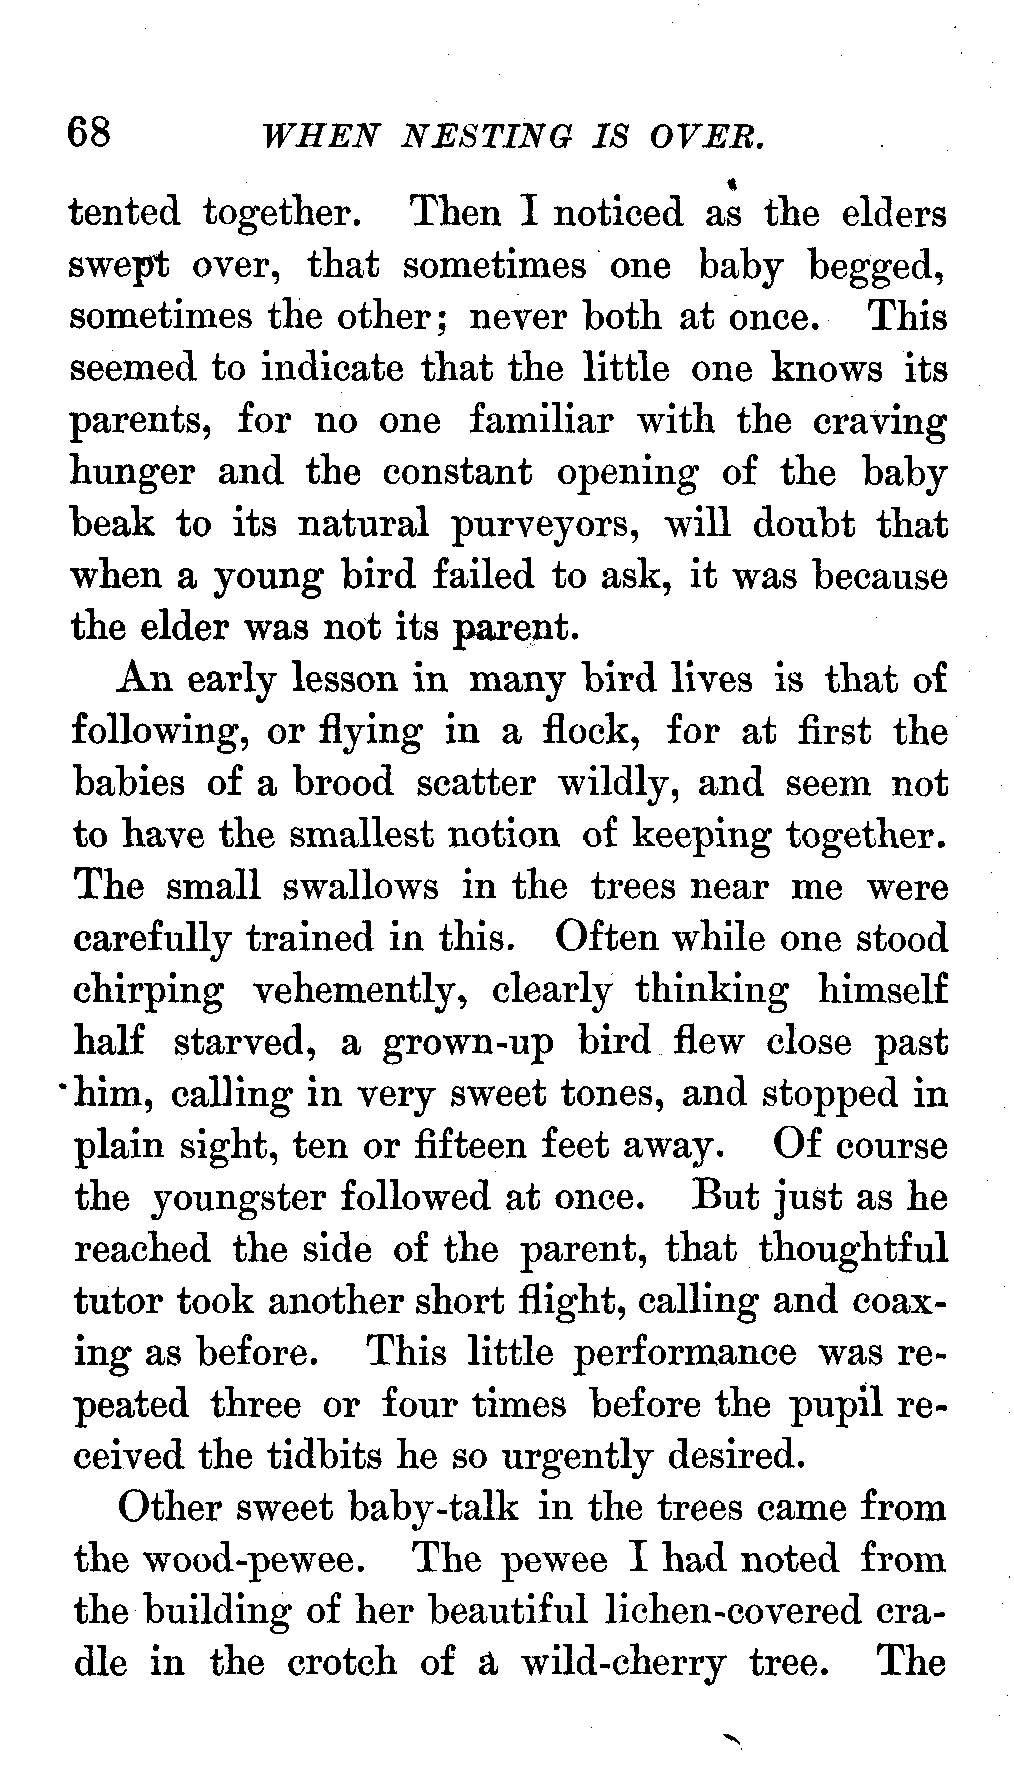 68 WHEN NESTING IS OVER.
tented together. Then I noticed as the elders
swept over, that sometimes one baby begged,
sometimes the other; never both at once. This
seemed to indicate that the little one knows its
parents, for no one familiar with the craving
hunger and the constant opening of the baby
beak to its natural purveyors, will doubt that
when a young bird failed to ask, it was because
the elder was not its parent.
An early lesson in many bird lives is that of
following, or flying in a flock, for at first the
babies of a brood scatter wildly, and seem not
to have the smallest notion of keeping together.
The small swallows in the trees near me were
carefully trained in this. Often while one stood
chirping vehemently, clearly thinking himself
half starved, a grown-up bird flew close past
him, calling in very sweet tones, and stopped in
plain sight, ten or fifteen feet away. Of course
the youngster followed at once. But just as he
reached the side of the parent, that thoughtful
tutor took another short flight, calling and coax-
ing as before. This little performance was re-
peated three or four times before the pupil re-
ceived the tidbits he so urgently desired.
Other sweet baby-talk in the trees came from
the wood-pewee. The pewee I had noted from
the building of her beautiful lichen-covered cra-
dle in the crotch of a wild-cherry tree. The